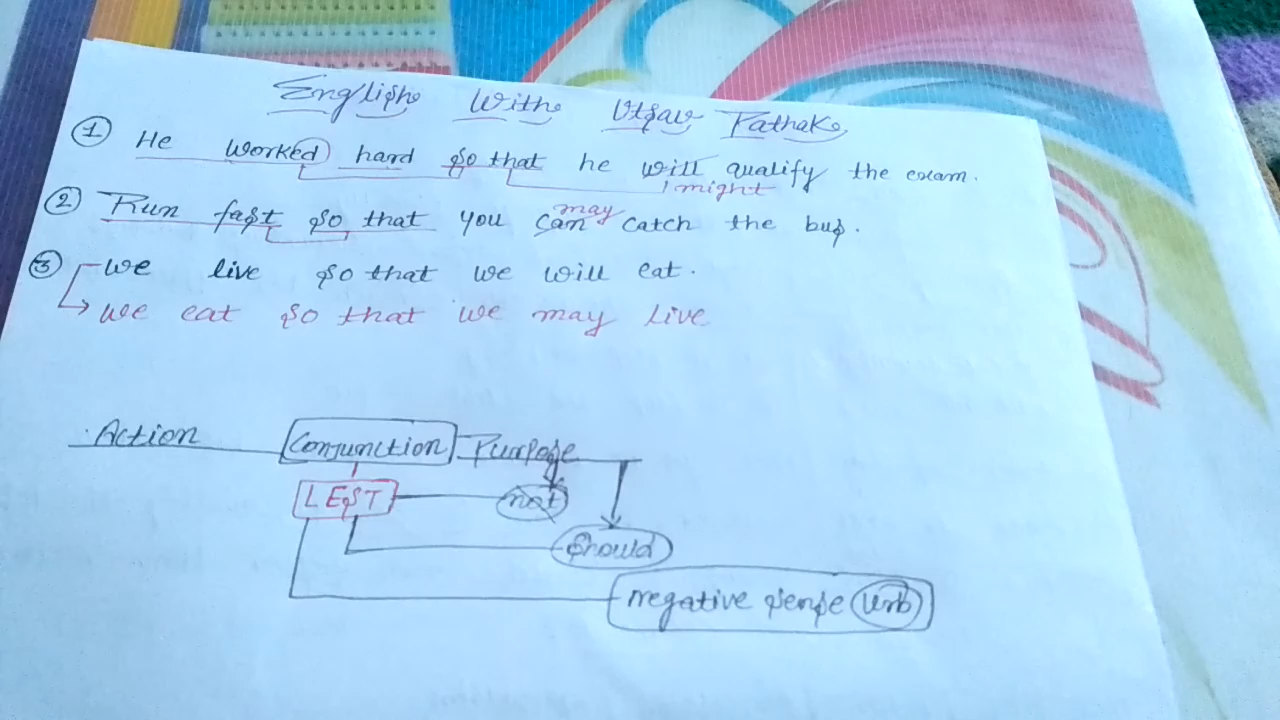 English With Utsav Pathak
① He worked hard so that he will qualify the exam.
might
② Run fast so that you can catch the bus.
may
③ we live so that we will eat.
we eat so that we may live
Action Conjunction Purpose
LEST not
should
negative sense verb